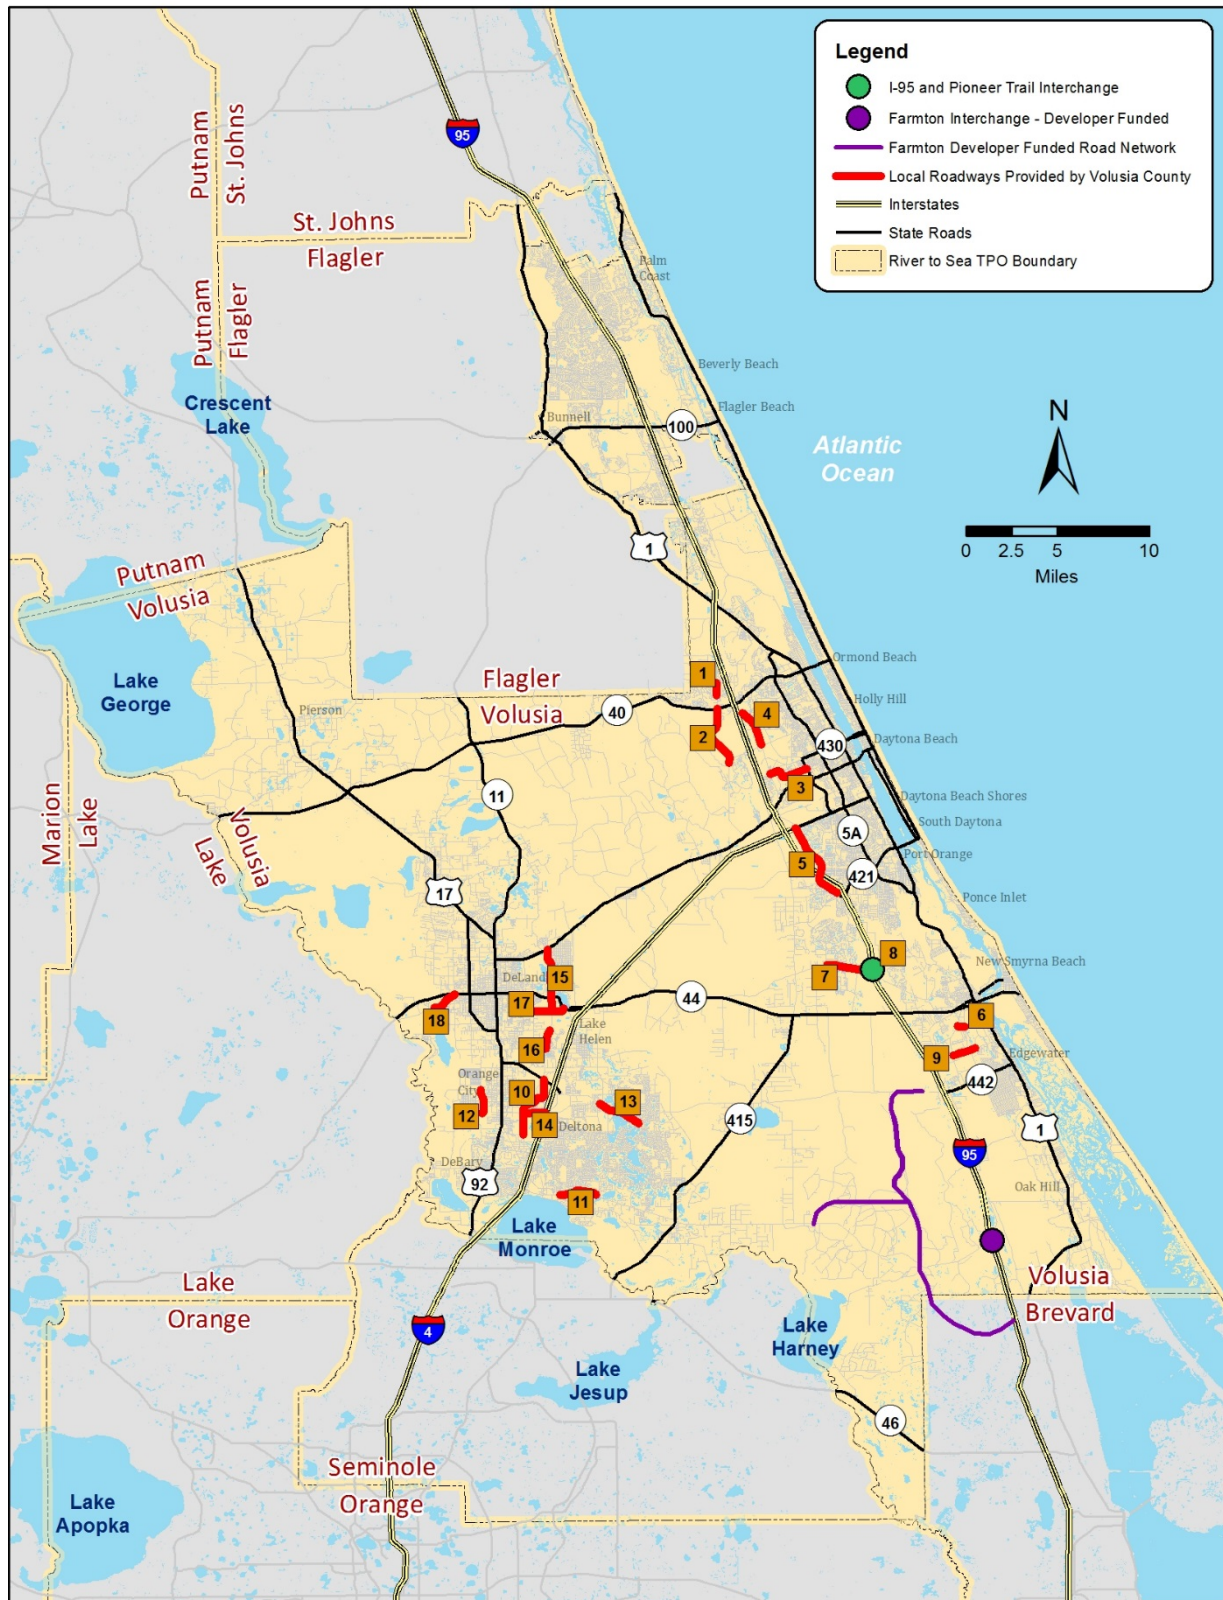 Legend
I-95 and Pioneer Trail Interchange
Farmton Interchange - Developer Funded
Farmton Developer Funded Road Network
Local Roadways Provided by Volusia County
Interstates
State Roads
River to Sea TPO Boundary
95
Putnam
St. Johns
St. Johns
Flagler
Putnam
Flagler
Palm
Coast
Beverly Beach
Flagler Beach
Crescent
Lake
Bunnell
100
Atlantic
Ocean
N
0 2.5 5 10
Miles
1
Putnam
Volusia
Lake
George
Pierson
Flagler
Volusia
40
1
2
4
3
Ormond Beach
Holly Hill
430
Daytona Beach
Daytona Beach Shores
South Daytona
5A
Port Orange
421
5
Ponce Inlet
Marion
Lake
Volusia
Lake
11
17
New Smyrna Beach
8
7
DeLand
15
17
44
18
16
Lake
Helen
6
9
Edgewater
442
Orange
City
10
12
14
13
Deltona
415
1
95
DeBary
92
11
Oak Hill
Lake
Monroe
Lake
Orange
4
Volusia
Brevard
Lake
Harney
Lake
Jesup
46
Seminole
Orange
Lake
Apopka